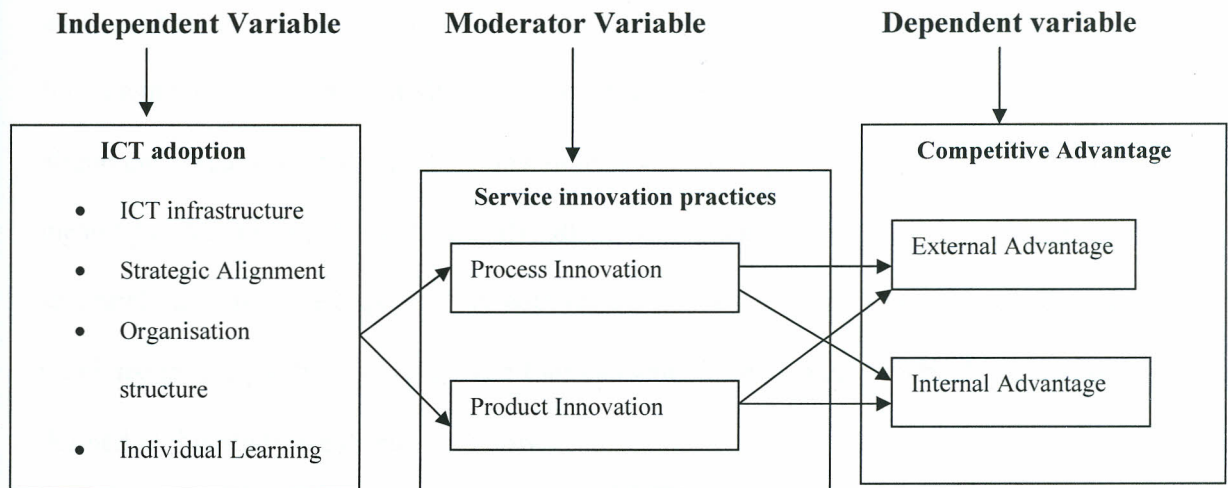 Independent Variable
Moderator Variable
Dependent variable
ICT adoption
• ICT infrastructure
• Strategic Alignment
• Organisation
structure
• Individual Learning
Service innovation practices
Process Innovation
Product Innovation
Competitive Advantage
External Advantage
Internal Advantage